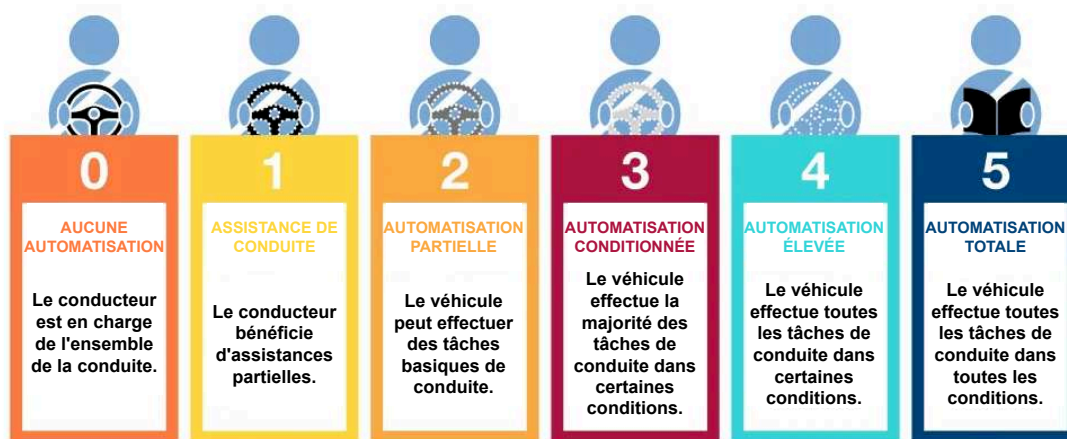 0
AUCUNE
AUTOMATISATION
Le conducteur
est en charge
de l'ensemble
de la conduite.
1
ASSISTANCE DE
CONDUITE
Le conducteur
bénéficie
d'assistances
partielles.
2
AUTOMATISATION
PARTIELLE
Le véhicule
peut effectuer
des tâches
basiques de
conduite.
3
AUTOMATISATION
CONDITIONNÉE
Le véhicule
effectue la
majorité des
tâches de
conduite dans
certaines
conditions.
4
AUTOMATISATION
ÉLEVÉE
Le véhicule
effectue toutes
les tâches de
conduite dans
certaines
conditions.
5
AUTOMATISATION
TOTALE
Le véhicule
effectue toutes
les tâches de
conduite dans
toutes les
conditions.